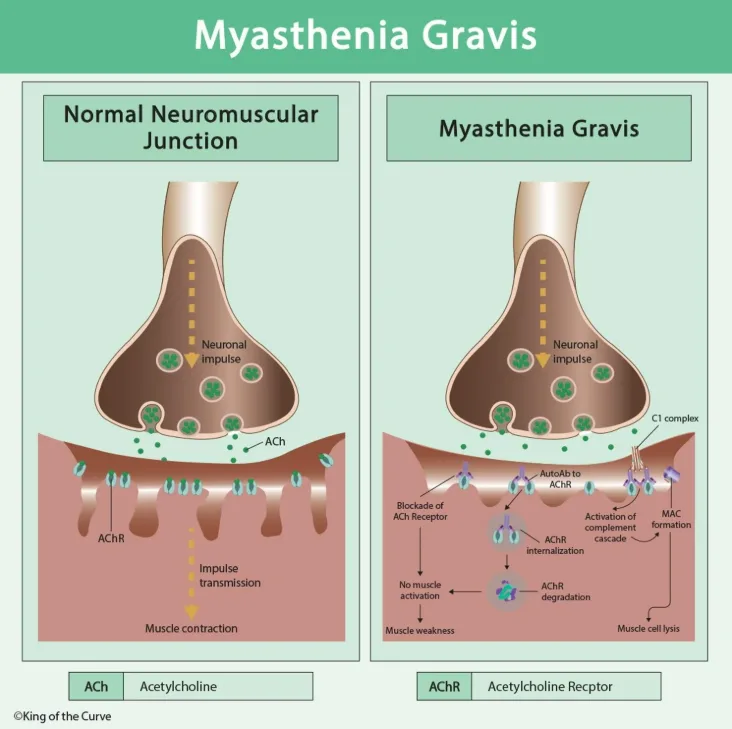 Myasthenia Gravis
Normal Neuromuscular
Junction
Neuronal
impulse
ACh
AChR
Impulse
transmission
Muscle contraction
Myasthenia Gravis
Neuronal
impulse
C1 complex
AutoAb to
AChR
Blockade of
ACh Receptor
Activation of
complement
cascade
MAC
formation
AChR
internalization
No muscle
activation
AChR
degradation
Muscle weakness
Muscle cell lysis
ACh
Acetylcholine
AChR
Acetylcholine Recptor
©King of the Curve